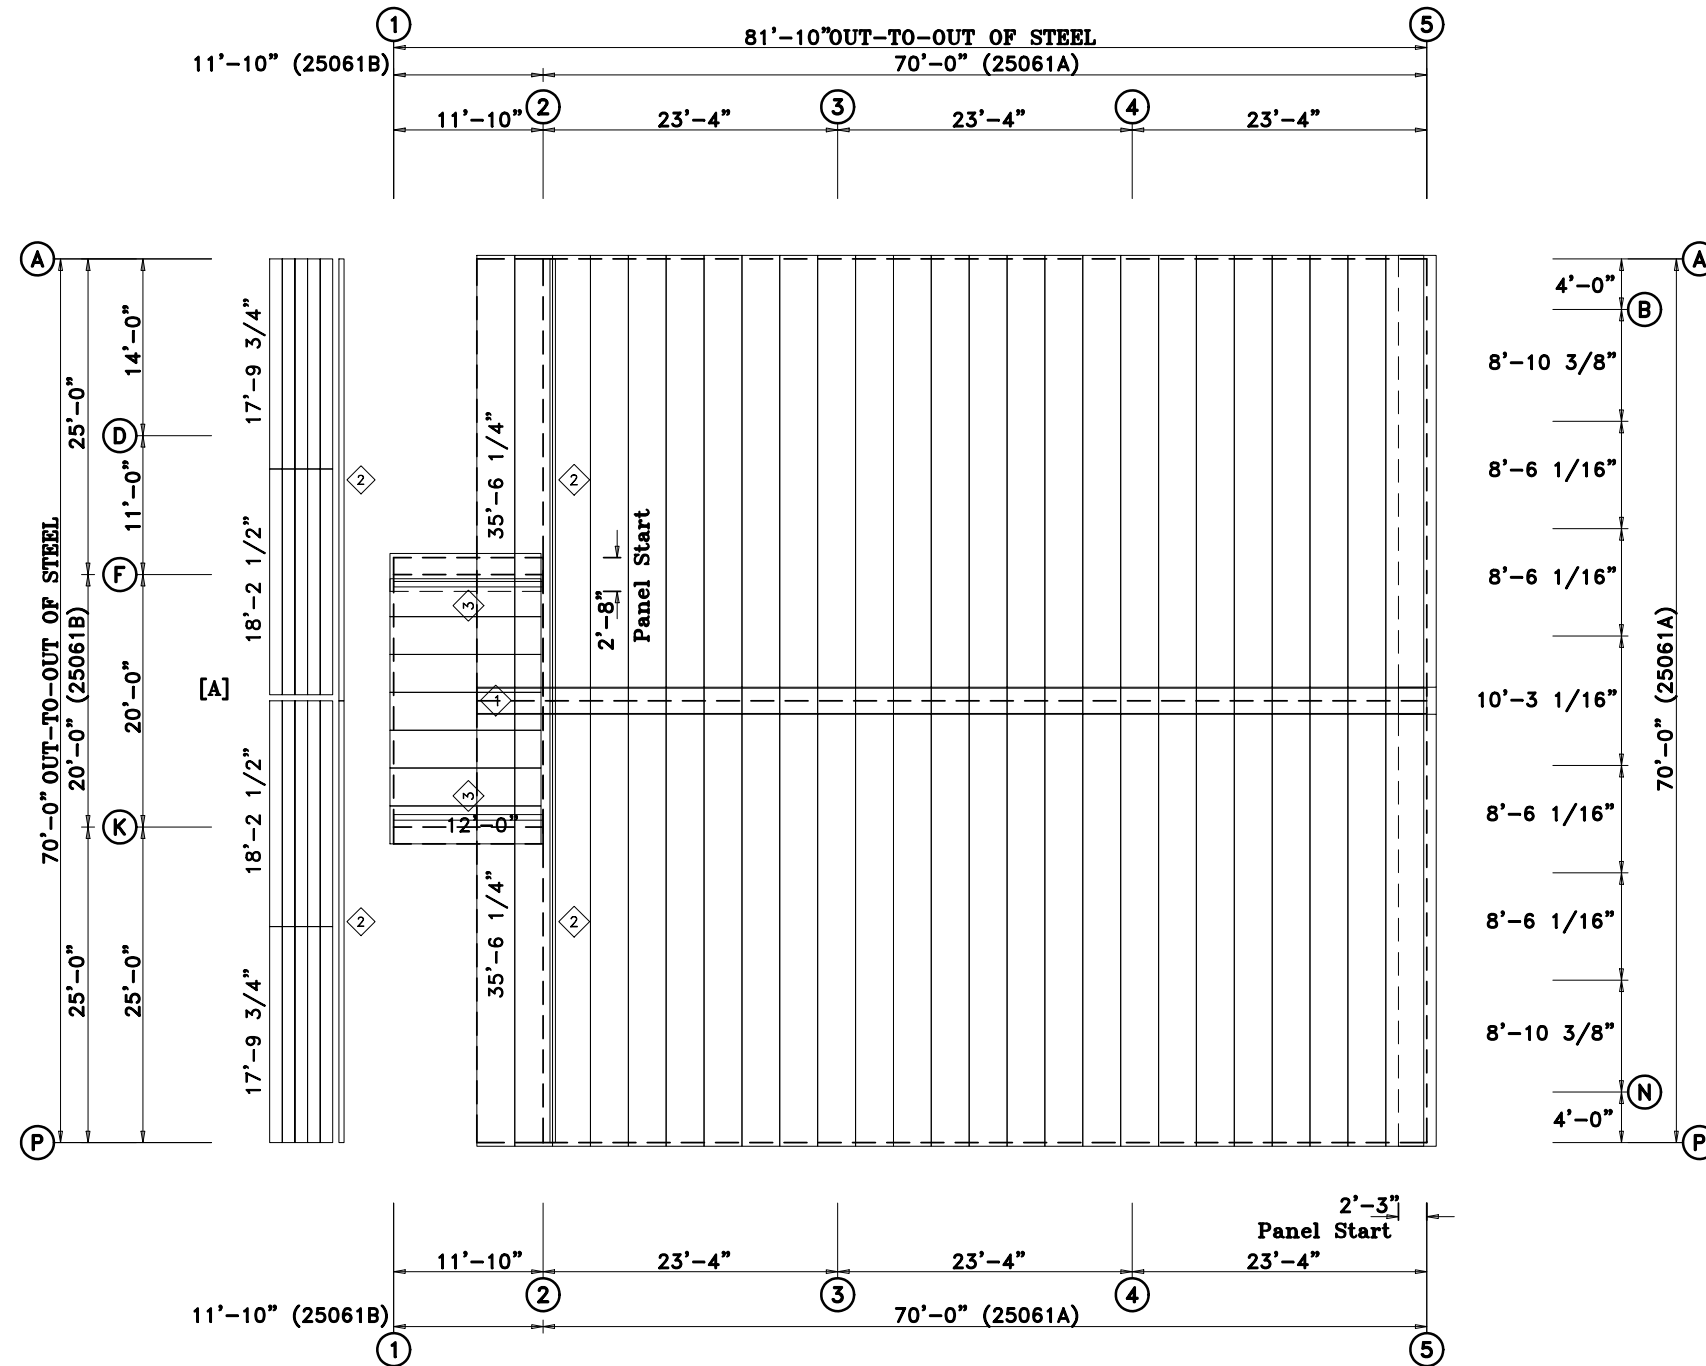 1
5
81'-10"OUT-TO-OUT OF STEEL
11'-10" (25061B)
70'-0" (25061A)
2
3
4
11'-10"
23'-4"
23'-4"
23'-4"
A
A
4'-0"
B
14'-0"
17'-9 3/4"
8'-10 3/8"
25'-0"
D
35'-6 1/4"
11'-0"
2
2
8'-6 1/16"
70'-0" OUT-TO-OUT OF STEEL
18'-2 1/2"
Panel Start
2'-8"
F
3
8'-6 1/16"
20'-0" (25061B)
20'-0"
[A]
1
10'-3 1/16"
70'-0" (25061A)
18'-2 1/2"
3
8'-6 1/16"
K
12'-0"
35'-6 1/4"
2
2
8'-6 1/16"
25'-0"
25'-0"
17'-9 3/4"
8'-10 3/8"
N
4'-0"
P
P
2'-3"
Panel Start
11'-10"
23'-4"
23'-4"
23'-4"
2
3
4
11'-10" (25061B)
70'-0" (25061A)
1
5